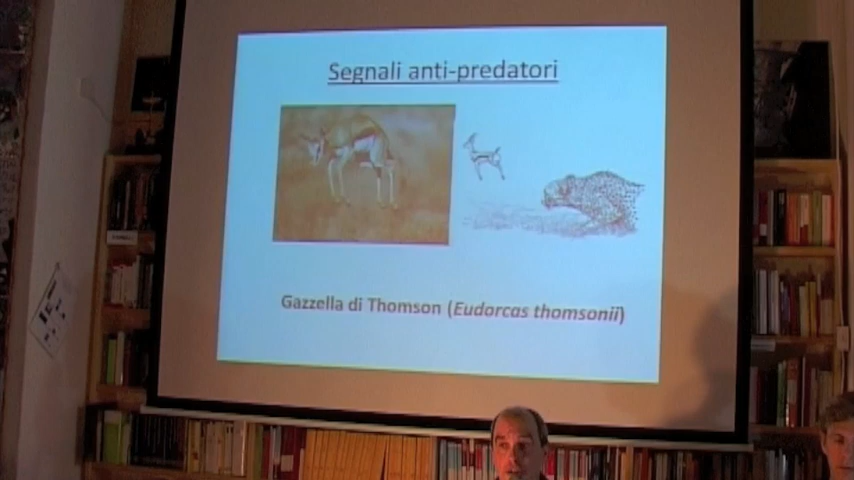 Segnali anti-predatori
Gazzella di Thomson (Eudorcas thomsonii)